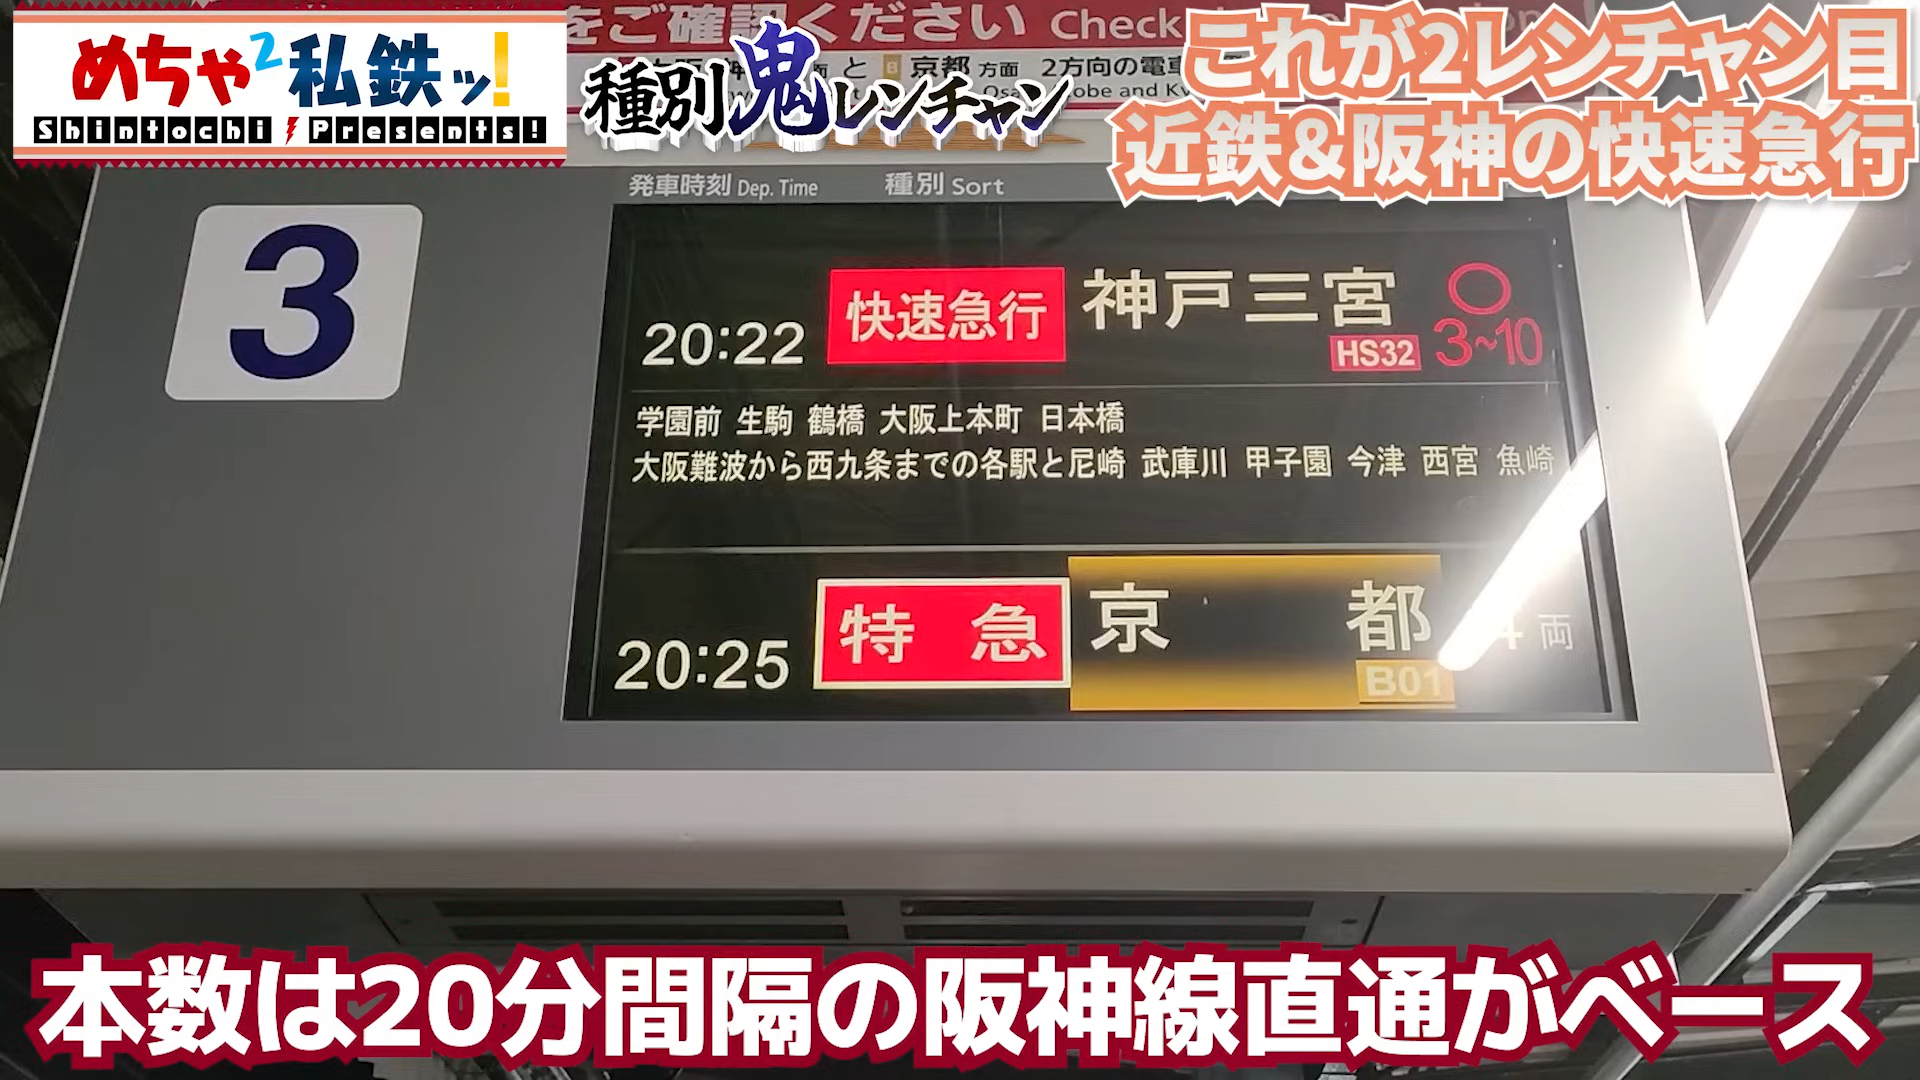 めちゃ2私鉄ッ!
Shintochi Presents!
種別鬼レンチャン
これが2レンチャン目
近鉄&阪神の快速急行
をご確認ください Check
と B 京都 方面 2方向の電車
発車時刻 Dep. Time 種別 Sort
3
20:22 快速急行 神戸三宮 ○
HS32 3~10
学園前 生駒 鶴橋 大阪上本町 日本橋
大阪難波から西九条までの各駅と尼崎 武庫川 甲子園 今津 西宮 魚崎
20:25 特急 京都 両
B01
本数は20分間隔の阪神線直通がベース